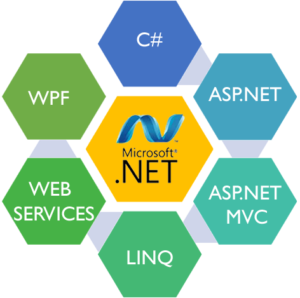 C#
WPF
ASP.NET
Microsoft®
.NET
WEB
SERVICES
ASP.NET
MVC
LINQ